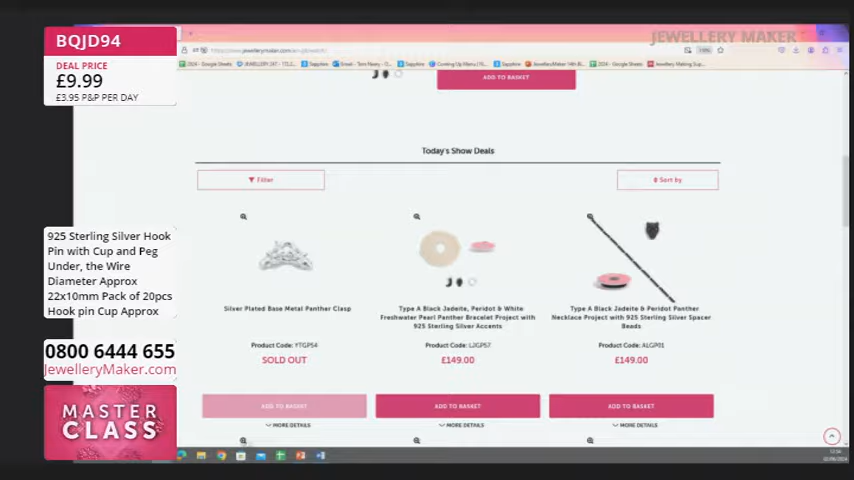 BQJD94
DEAL PRICE
£9.99
£3.95 P&P PER DAY
JEWELLERY MAKER
ADD TO BASKET
Today's Show Deals
Filter
Sort by
925 Sterling Silver Hook
Pin with Cup and Peg
Under, the Wire
Diameter Approx
22x10mm Pack of 20pcs
Hook pin Cup Approx
Silver Plated Base Metal Panther Clasp
Product Code: YTGP54
SOLD OUT
ADD TO BASKET
MORE DETAILS
Type A Black Jadeite, Peridot & White
Freshwater Pearl Panther Bracelet Project with
925 Sterling Silver Accents
Product Code: LJGP57
£149.00
ADD TO BASKET
MORE DETAILS
Type A Black Jadeite & Peridot Panther
Necklace Project with 925 Sterling Silver Spacer
Beads
Product Code: ALGP01
£149.00
ADD TO BASKET
MORE DETAILS
0800 6444 655
JewelleryMaker.com
MASTER
CLASS